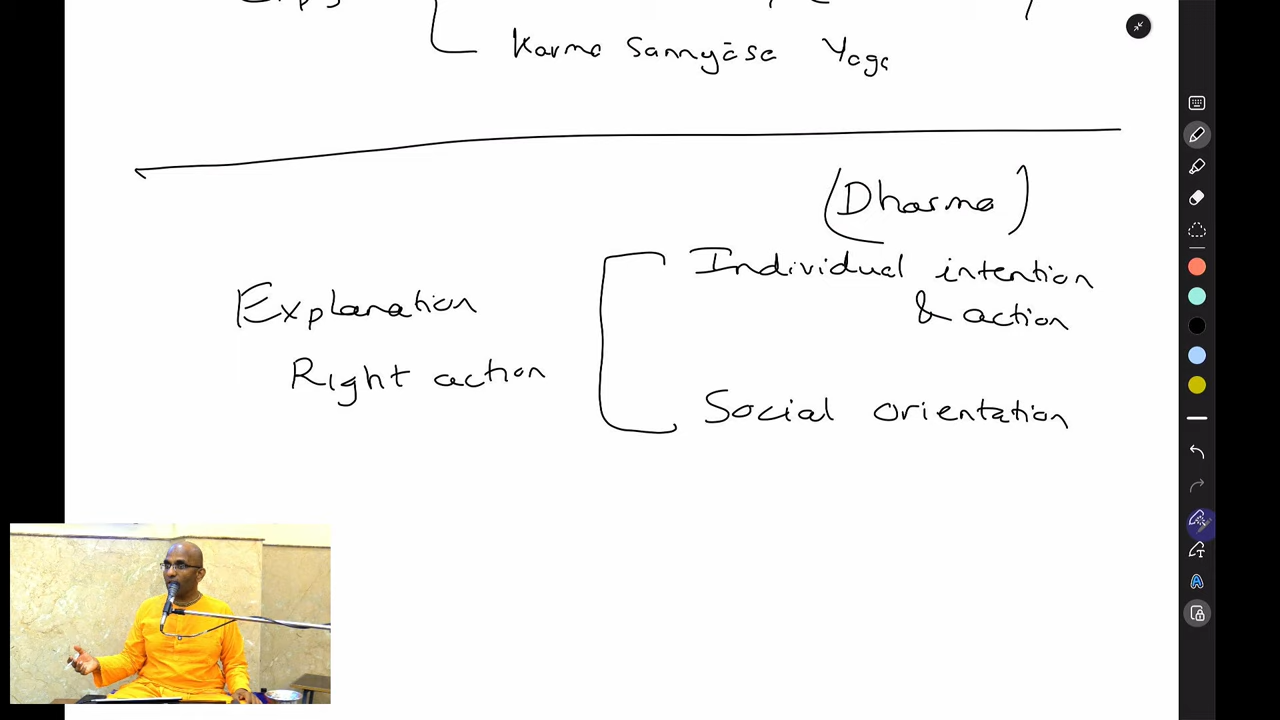 Karma Sannyāsa Yoga
(Dharma)
Individual intention
& action
Explanation
Right action
Social orientation